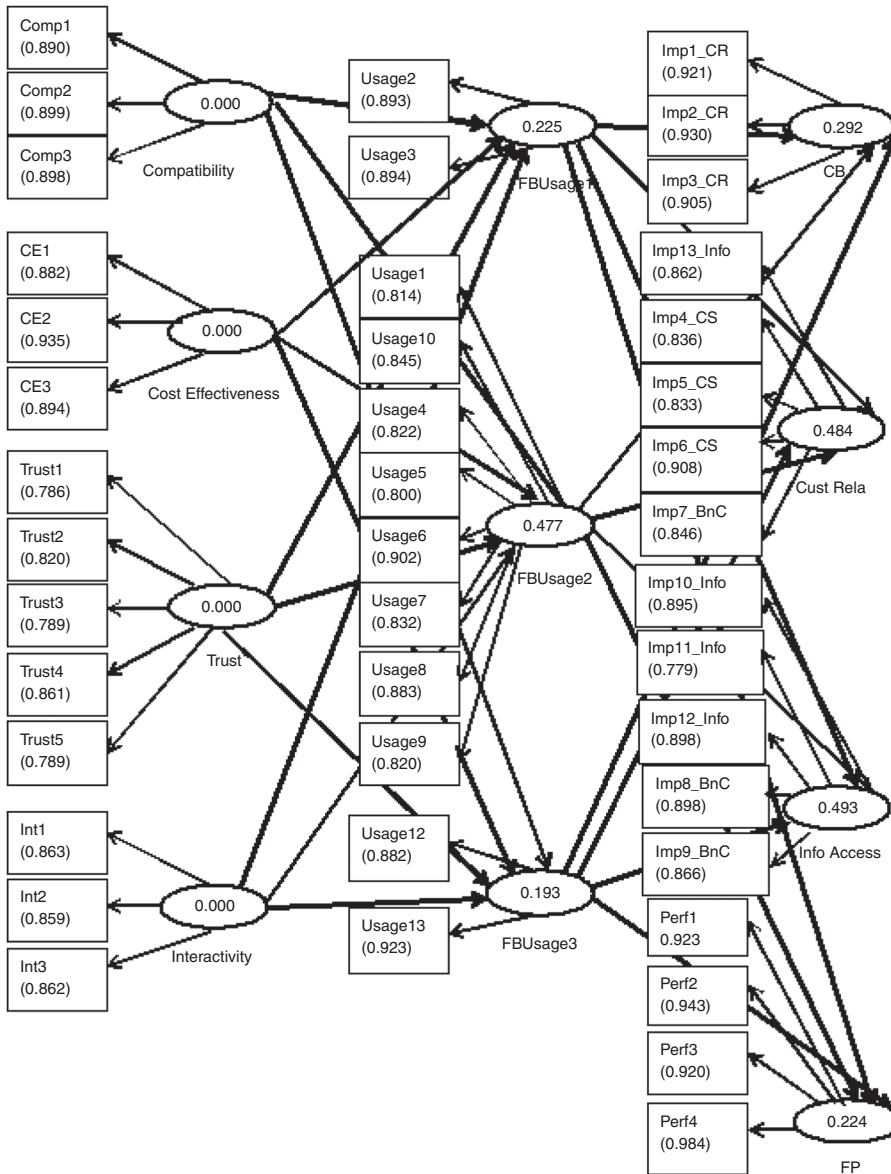 Comp1
(0.890)
Comp2
(0.899)
Comp3
(0.898)
0.000
Compatibility
CE1
(0.882)
CE2
(0.935)
CE3
(0.894)
0.000
Cost Effectiveness
Trust1
(0.786)
Trust2
(0.820)
Trust3
(0.789)
Trust4
(0.861)
Trust5
(0.789)
0.000
Trust
Int1
(0.863)
Int2
(0.859)
Int3
(0.862)
0.000
Interactivity
Usage2
(0.893)
Usage3
(0.894)
0.225
FBUsage1
Usage1
(0.814)
Usage10
(0.845)
Usage4
(0.822)
Usage5
(0.800)
Usage6
(0.902)
Usage7
(0.832)
Usage8
(0.883)
Usage9
(0.820)
0.477
FBUsage2
Usage12
(0.882)
Usage13
(0.923)
0.193
FBUsage3
Imp1_CR
(0.921)
Imp2_CR
(0.930)
Imp3_CR
(0.905)
0.292
CB
Imp13_Info
(0.862)
Imp4_CS
(0.836)
Imp5_CS
(0.833)
Imp6_CS
(0.908)
Imp7_BnC
(0.846)
0.484
Cust Rela
Imp10_Info
(0.895)
Imp11_Info
(0.779)
Imp12_Info
(0.898)
Imp8_BnC
(0.898)
Imp9_BnC
(0.866)
0.493
Info Access
Perf1
0.923
Perf2
(0.943)
Perf3
(0.920)
Perf4
(0.984)
0.224
FP